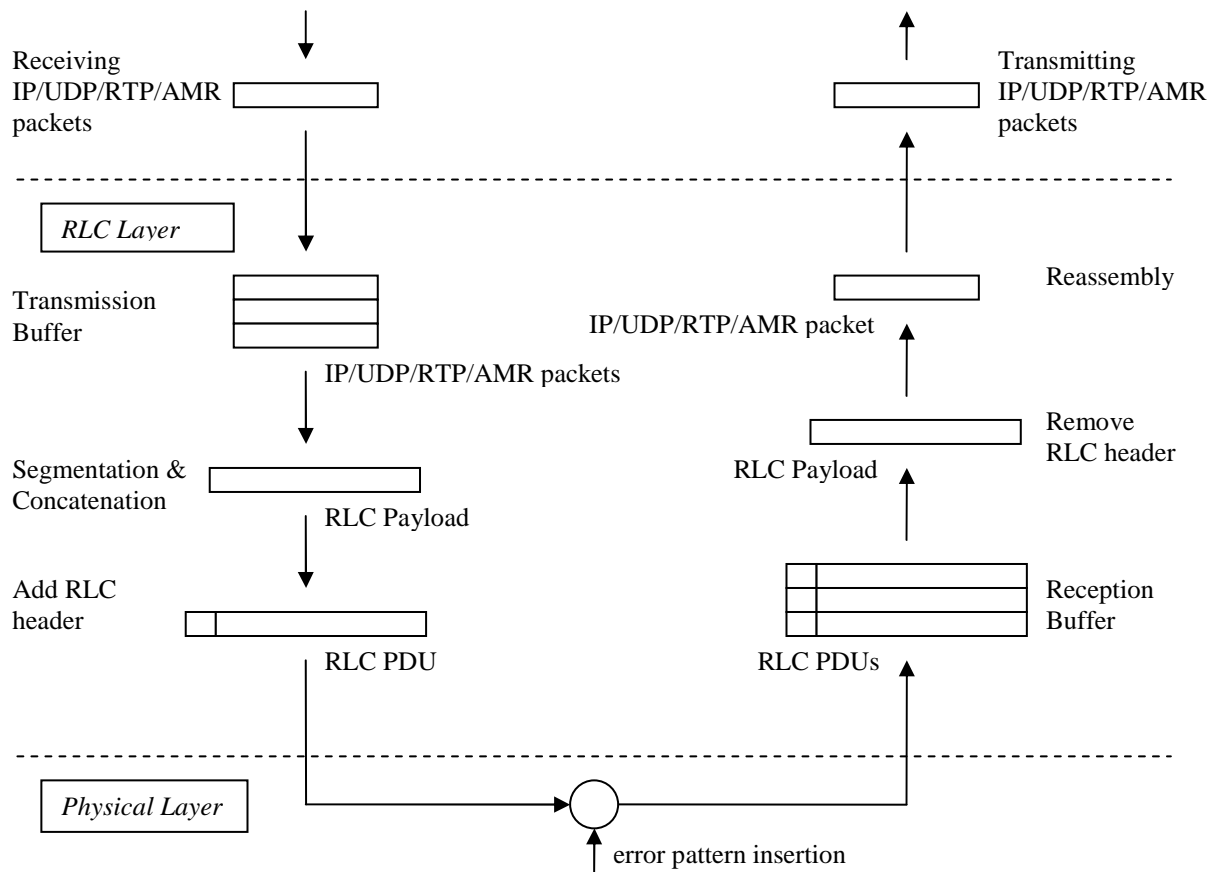 Receiving
IP/UDP/RTP/AMR
packets
Transmitting
IP/UDP/RTP/AMR
packets
RLC Layer
Transmission
Buffer
IP/UDP/RTP/AMR packets
Reassembly
IP/UDP/RTP/AMR packet
Segmentation &
Concatenation
RLC Payload
Remove
RLC header
RLC Payload
Add RLC
header
RLC PDU
Reception
Buffer
RLC PDUs
Physical Layer
error pattern insertion